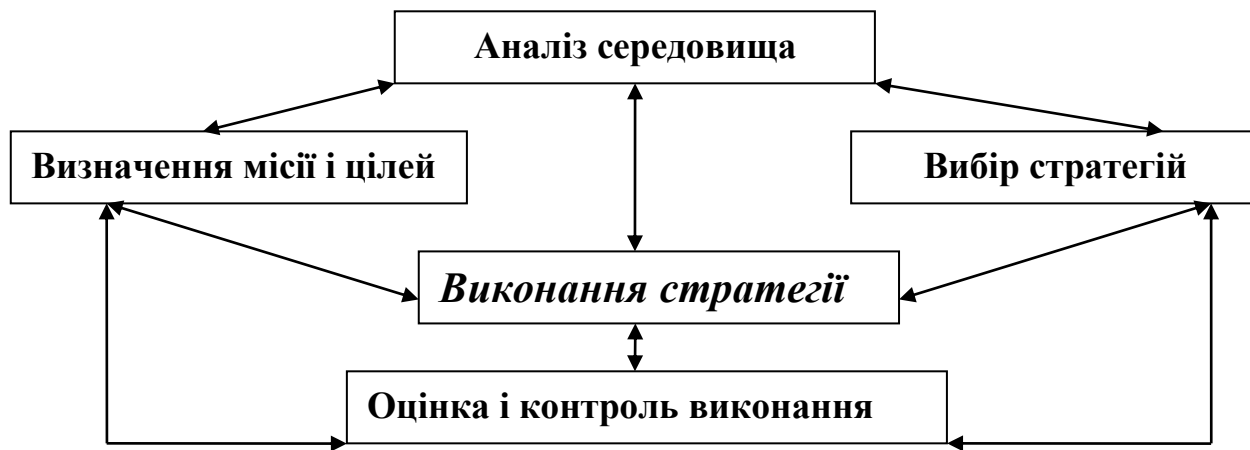 Аналіз середовища
Визначення місії і цілей
Вибір стратегій
Виконання стратегії
Оцінка і контроль виконання